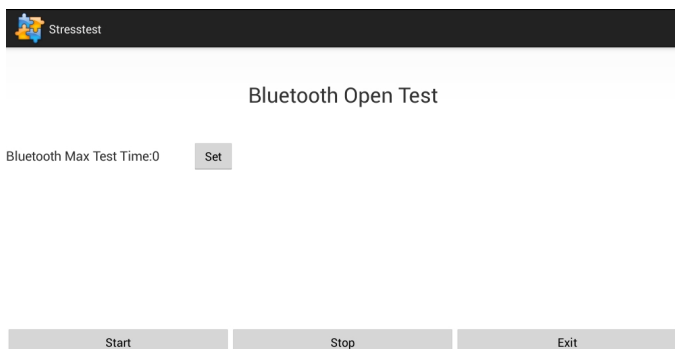 Stresstest
Bluetooth Open Test
Bluetooth Max Test Time:0 Set
Start Stop Exit